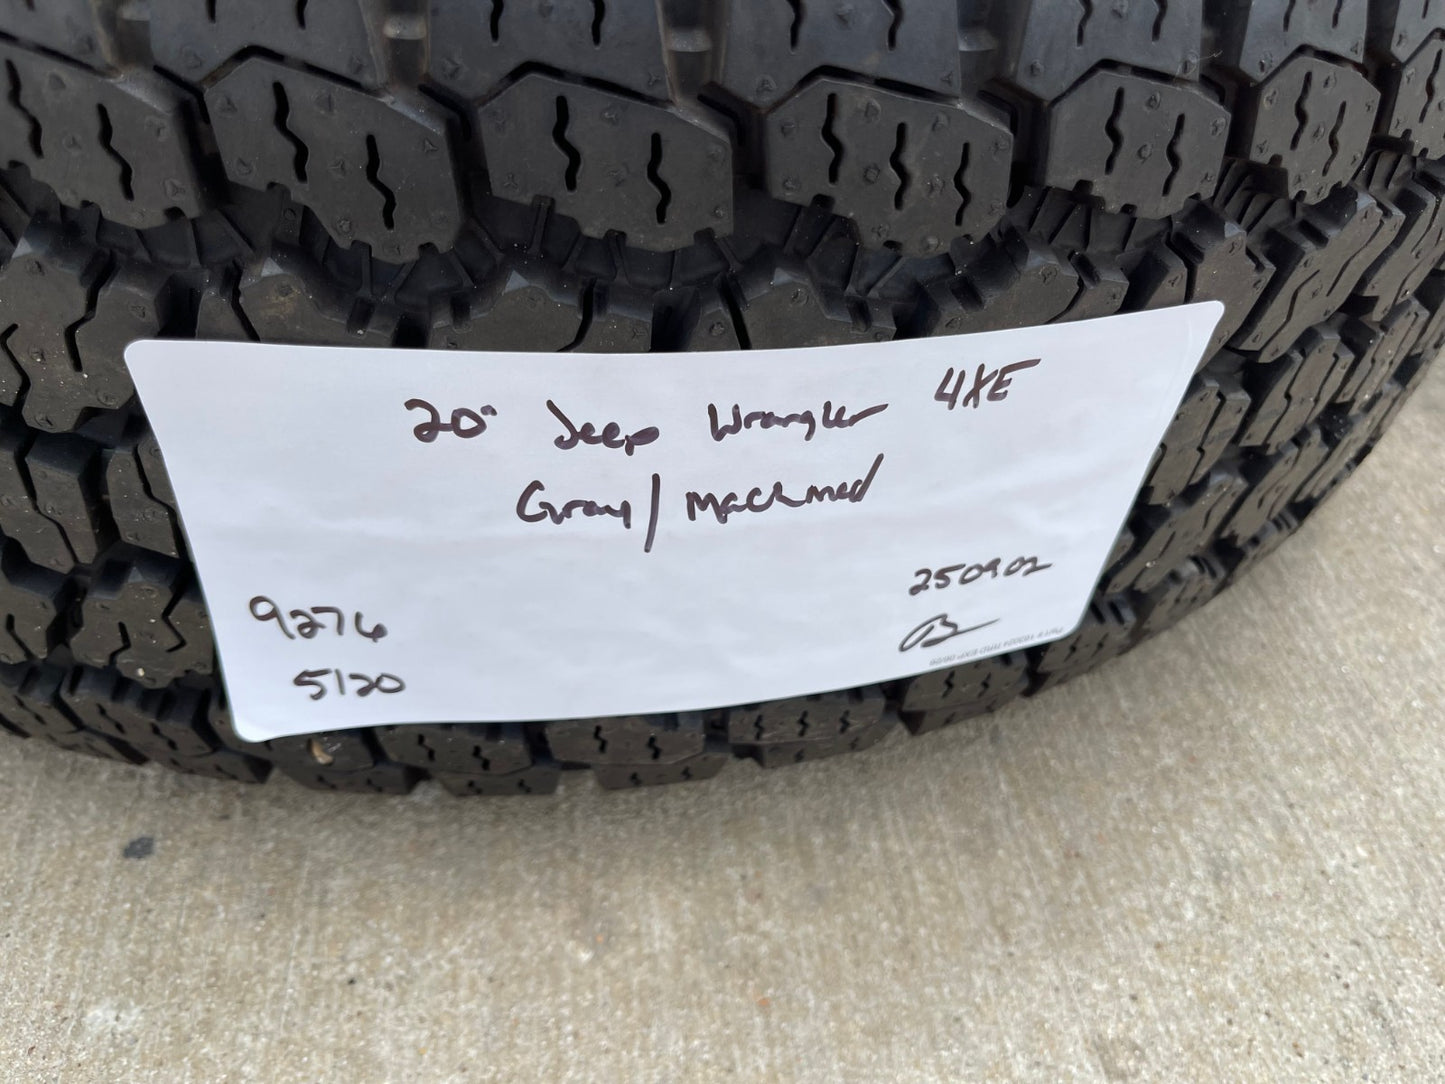 20" Jeep Wrangler 4XE
Gray/Machined
250902
9276
5120